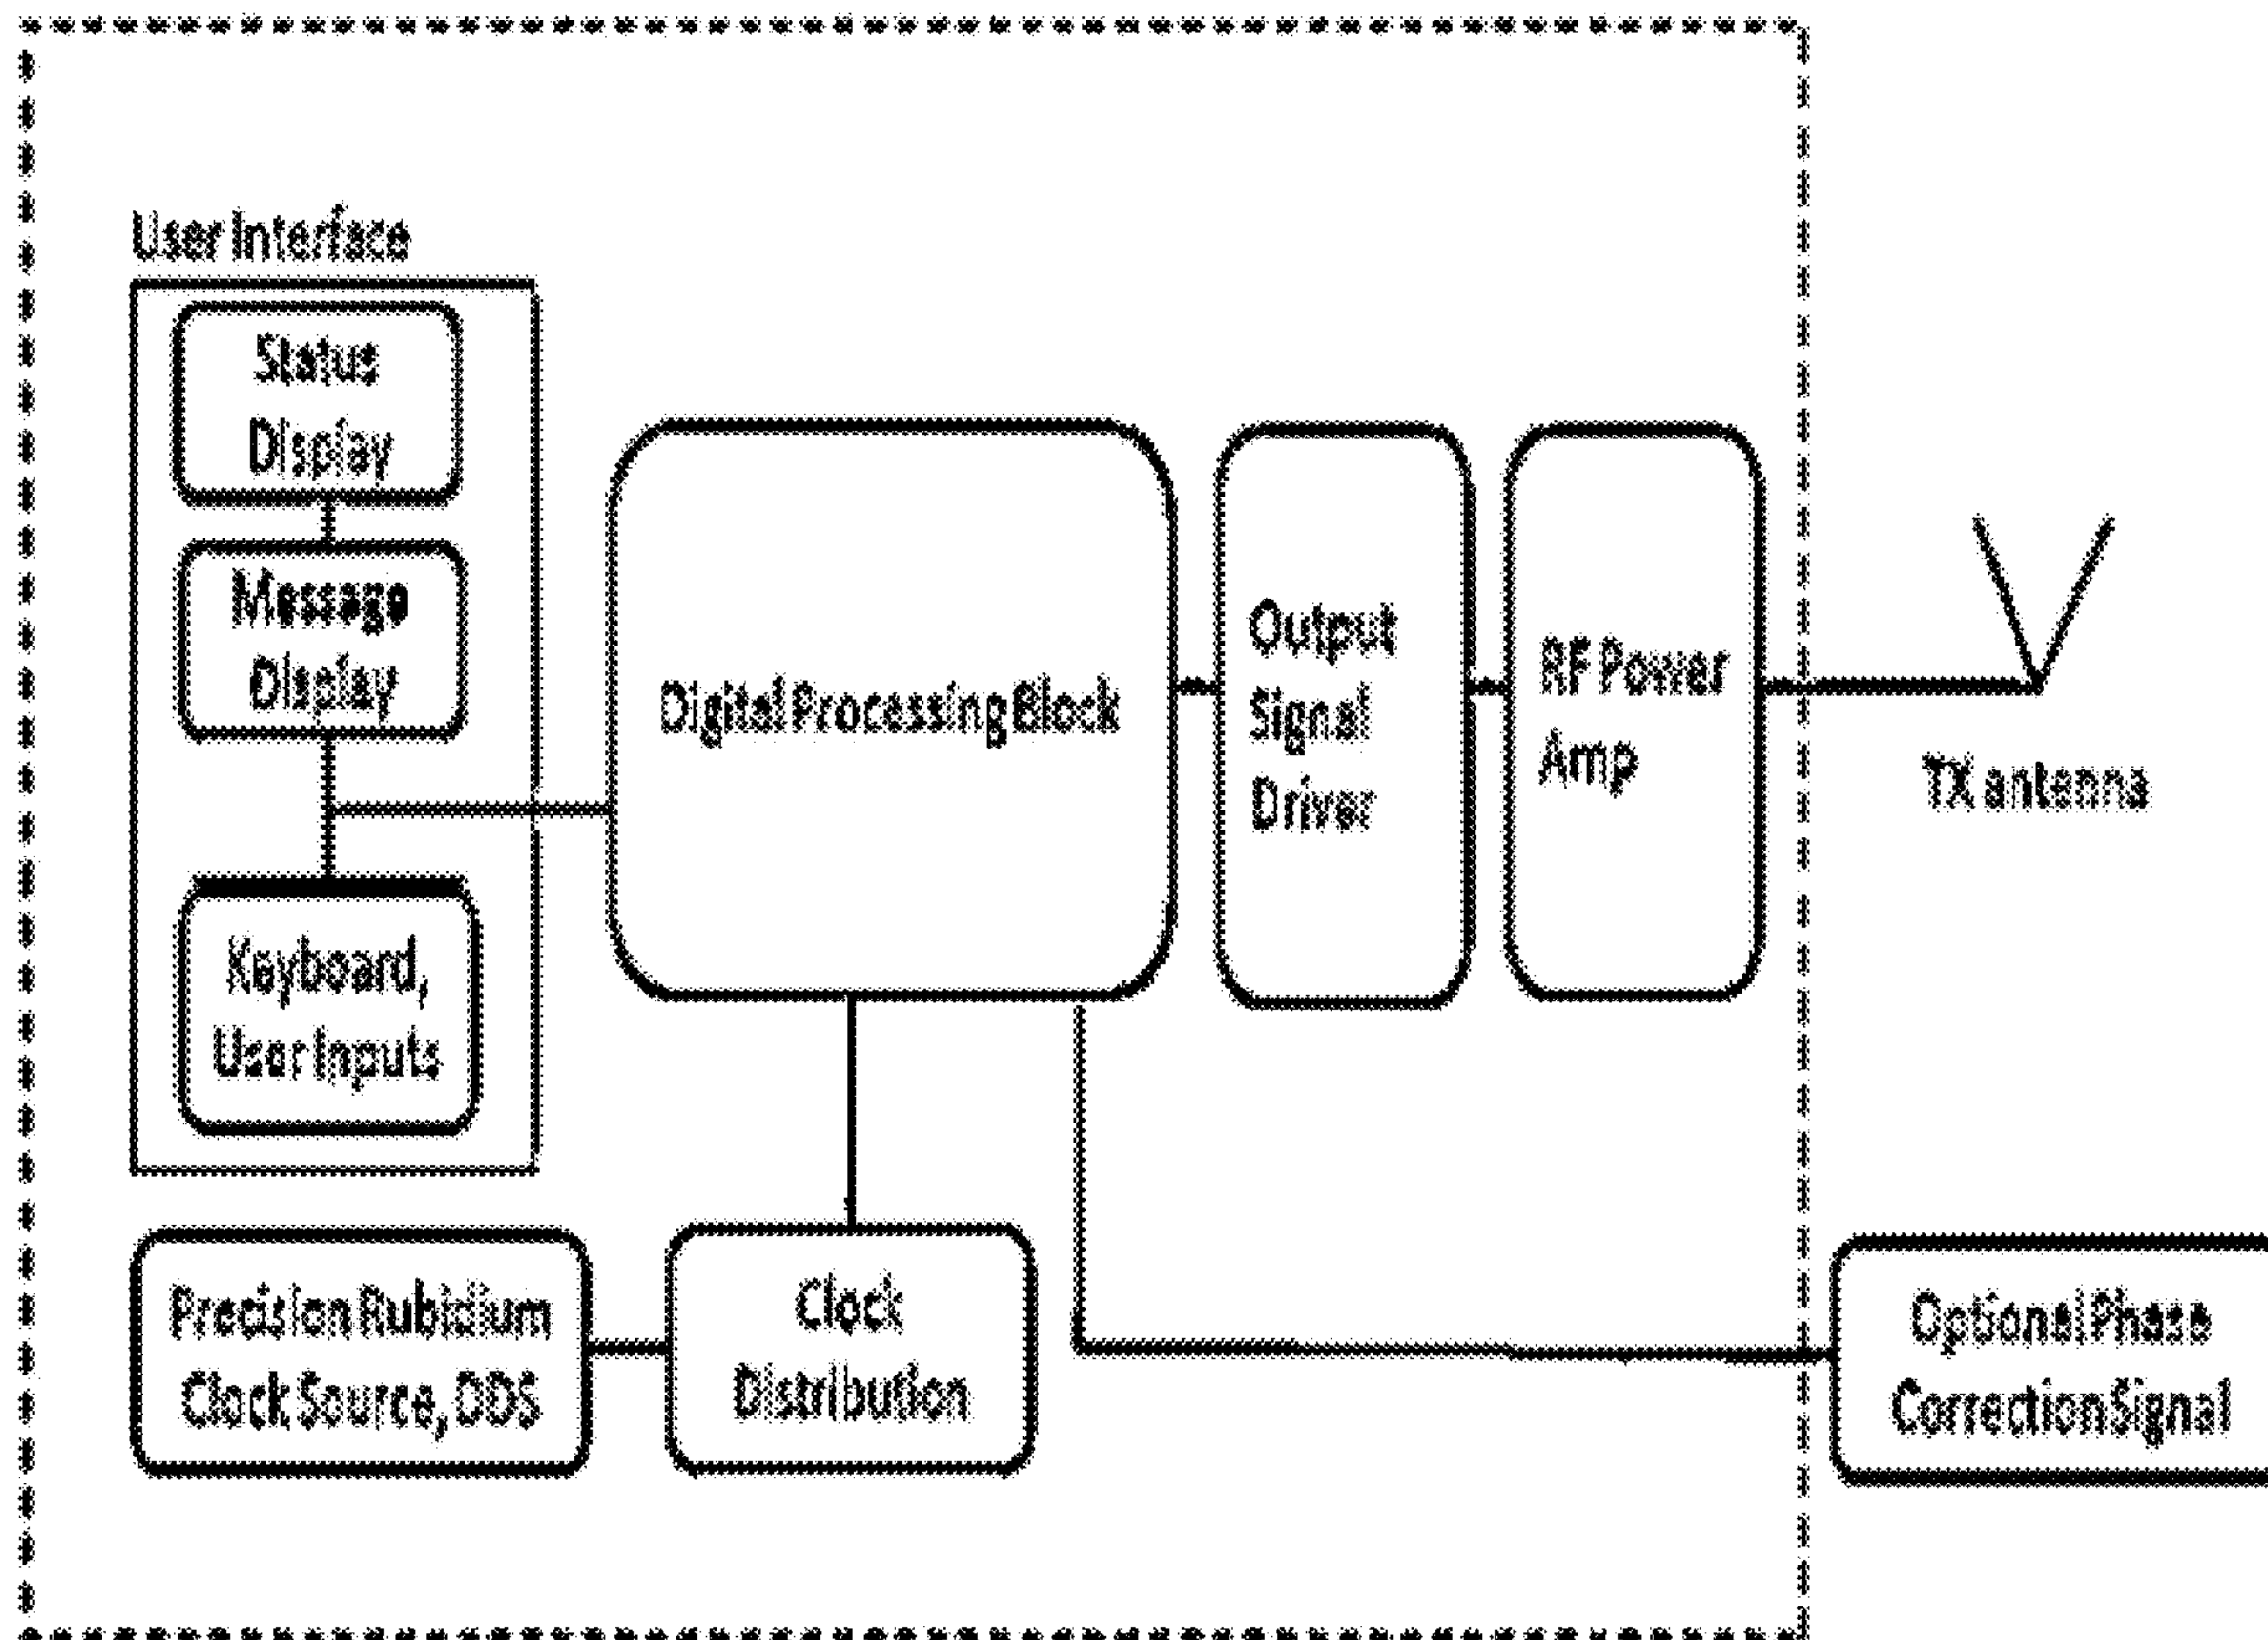 User Interface
Status
Display
Message
Display
Keyboard,
User Inputs
Digital Processing Block
Output
Signal
Driver
RF Power
Amp
TX antenna
Precision Rubidium
Clock Source, DDS
Clock
Distribution
Optional Phase
Correction Signal